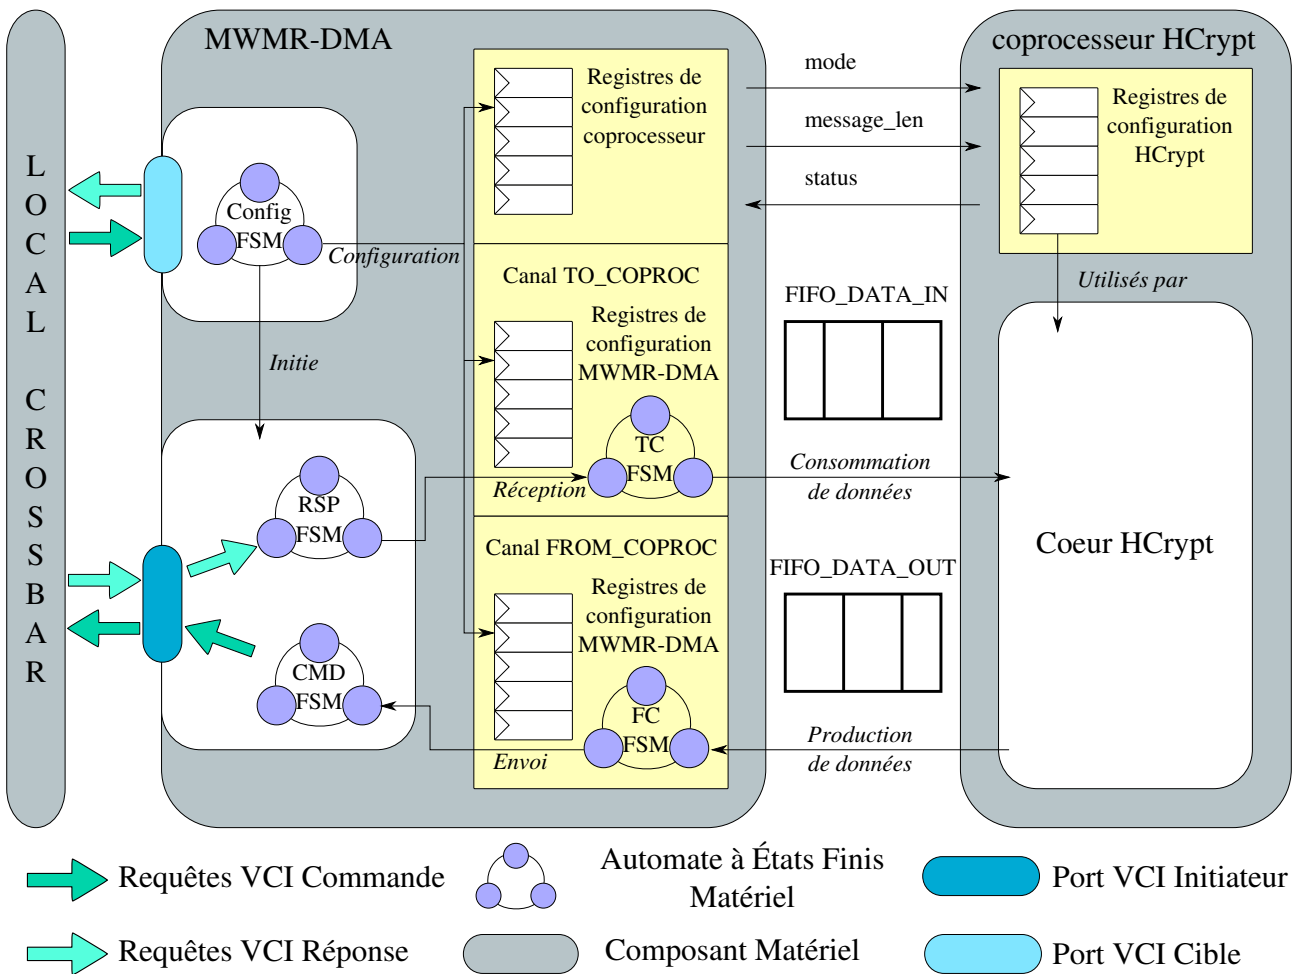 MWMR-DMA
coprocesseur HCrypt
LOCAL CROSSBAR
Registres de
configuration
coprocesseur
mode
message_len
status
Registres de
configuration
HCrypt
Config
FSM
Configuration
Utilisés par
Canal TO_COPROC
Registres de
configuration
MWMR-DMA
FIFO_DATA_IN
Initie
TC
FSM
RSP
FSM
Réception
Consommation
de données
Coeur HCrypt
Canal FROM_COPROC
Registres de
configuration
MWMR-DMA
FIFO_DATA_OUT
CMD
FSM
FC
FSM
Envoi
Production
de données
Requêtes VCI Commande
Automate à États Finis
Matériel
Port VCI Initiateur
Requêtes VCI Réponse
Composant Matériel
Port VCI Cible